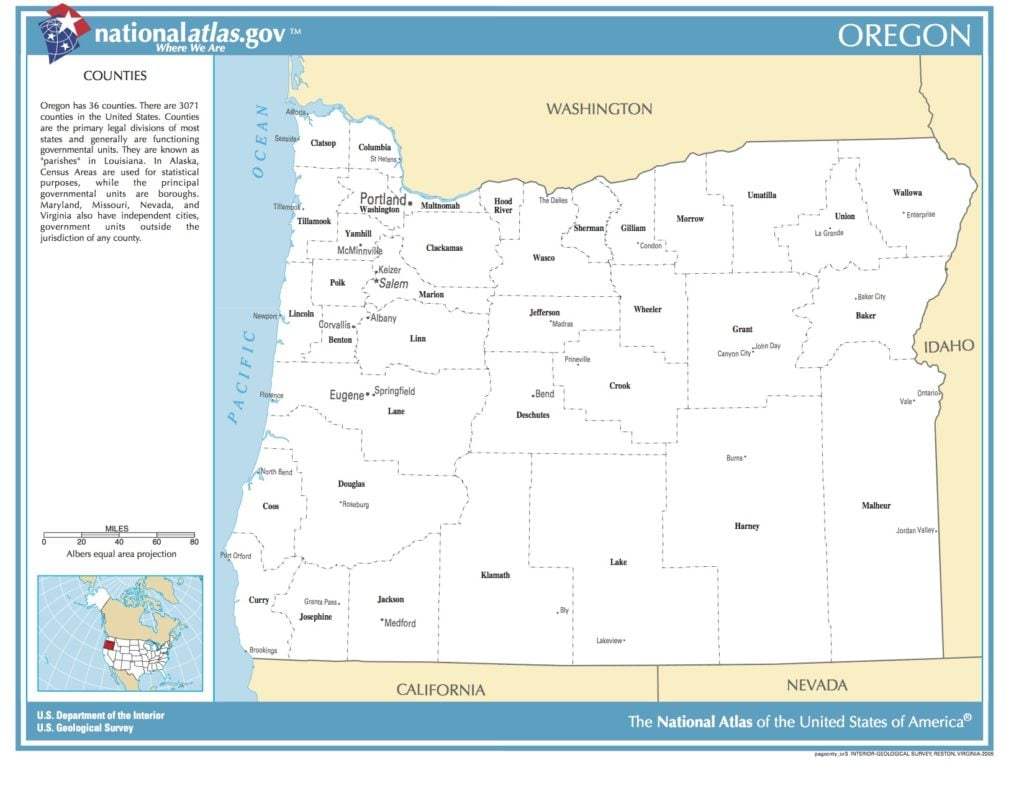 nationalatlas.gov ™
Where We Are
OREGON
COUNTIES
Oregon has 36 counties. There are 3071
counties in the United States. Counties
are the primary legal divisions of most
states and generally are functioning
governmental units. They are known as
"parishes" in Louisiana. In Alaska,
Census Areas are used for statistical
purposes, while the principal
governmental units are boroughs.
Maryland, Missouri, Nevada, and
Virginia also have independent cities,
government units outside the
jurisdiction of any county.
MILES
0 20 40 60 80
Albers equal area projection
PACIFIC OCEAN
WASHINGTON
IDAHO
CALIFORNIA
NEVADA
Astoria
Seaside
Clatsop
Columbia
St Helens
Portland
Washington
Multnomah
Hood
River
The Dalles
Sherman
Gilliam
Condon
Morrow
Umatilla
Union
La Grande
Wallowa
Enterprise
Tillamook
Tillamook
Yamhill
McMinnville
Clackamas
Wasco
Keizer
Salem
Polk
Marion
Newport
Lincoln
Corvallis
Albany
Benton
Linn
Jefferson
Madras
Wheeler
Grant
Canyon City
John Day
Baker City
Baker
Prineville
Crook
Florence
Eugene
Springfield
Lane
Bend
Deschutes
Ontario
Vale
North Bend
Coos
Douglas
Roseburg
Burns
Harney
Malheur
Jordan Valley
Port Orford
Curry
Grants Pass
Josephine
Jackson
Medford
Klamath
Lake
Bly
Lakeview
Brookings
U.S. Department of the Interior
U.S. Geological Survey
The National Atlas of the United States of America®
pagecnty_or3 INTERIOR-GEOLOGICAL SURVEY, RESTON, VIRGINIA-2005